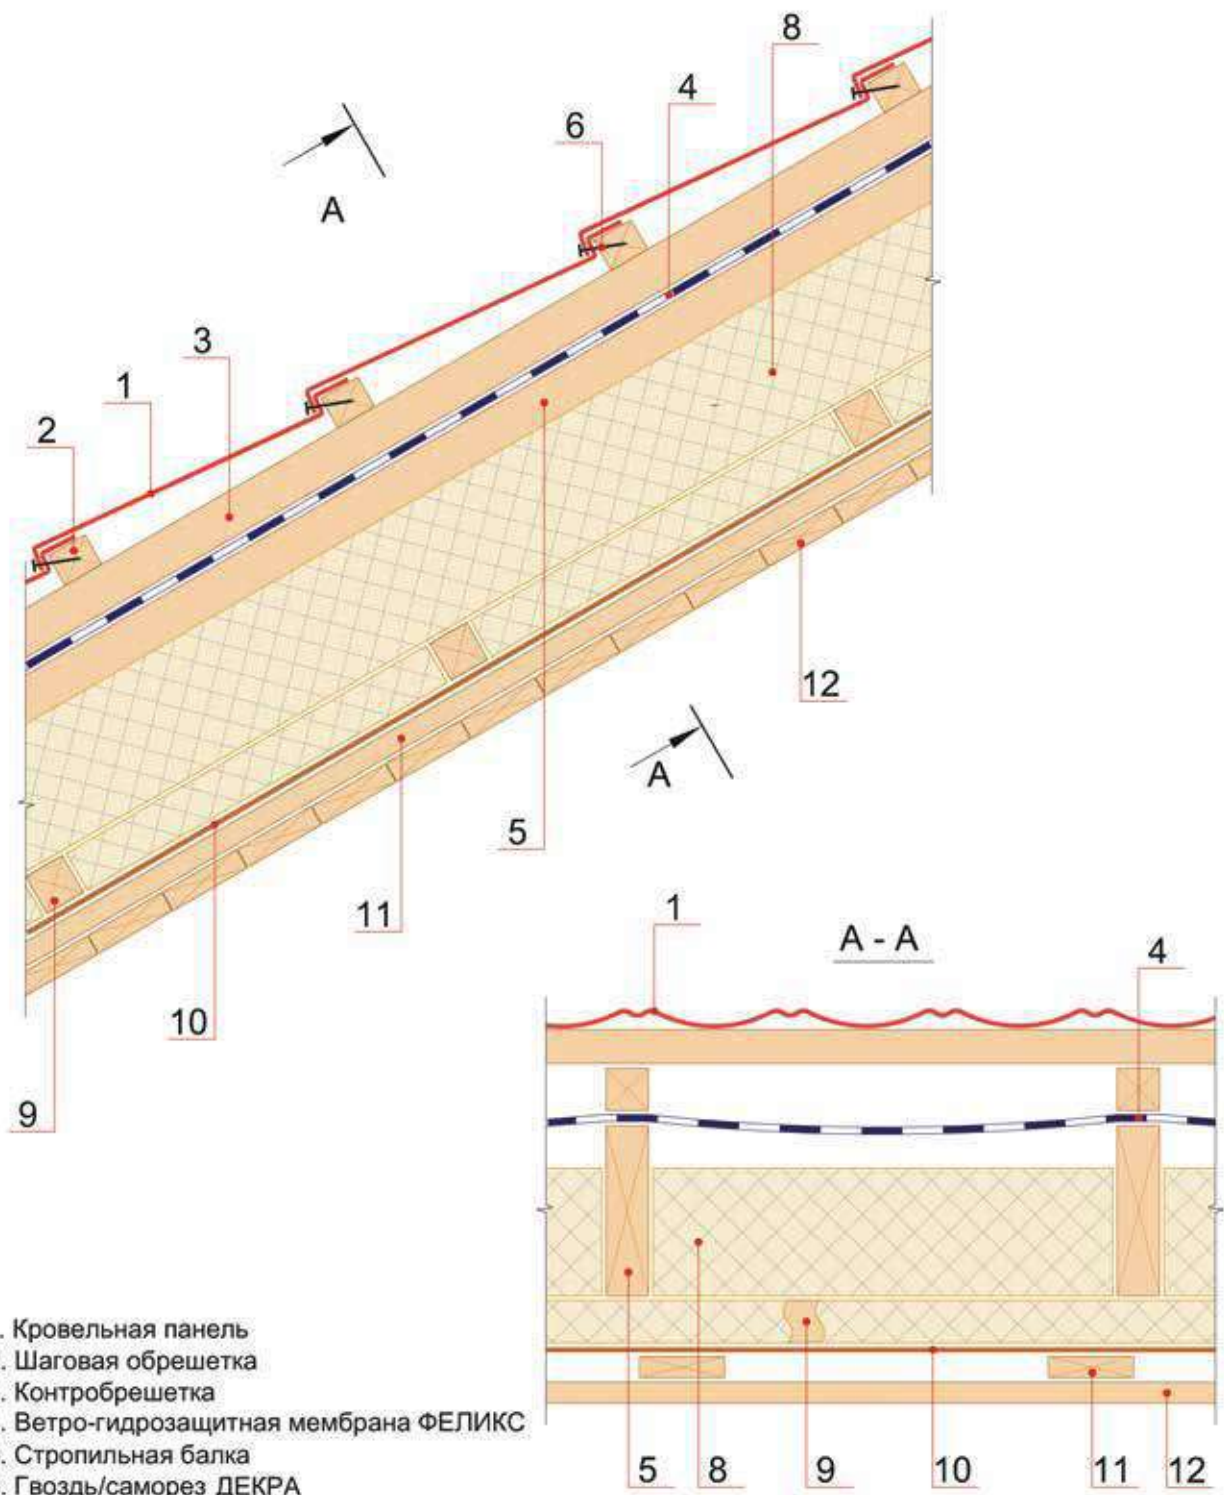 8
4
6
A
3
1
2
12
A
5
11
1
A - A
4
10
9
. Кровельная панель
. Шаговая обрешетка
. Контробрешетка
. Ветро-гидрозащитная мембрана ФЕЛИКС
. Стропильная балка
. Гвоздь/саморез ДЕКРА
5 8 9 10 11 12